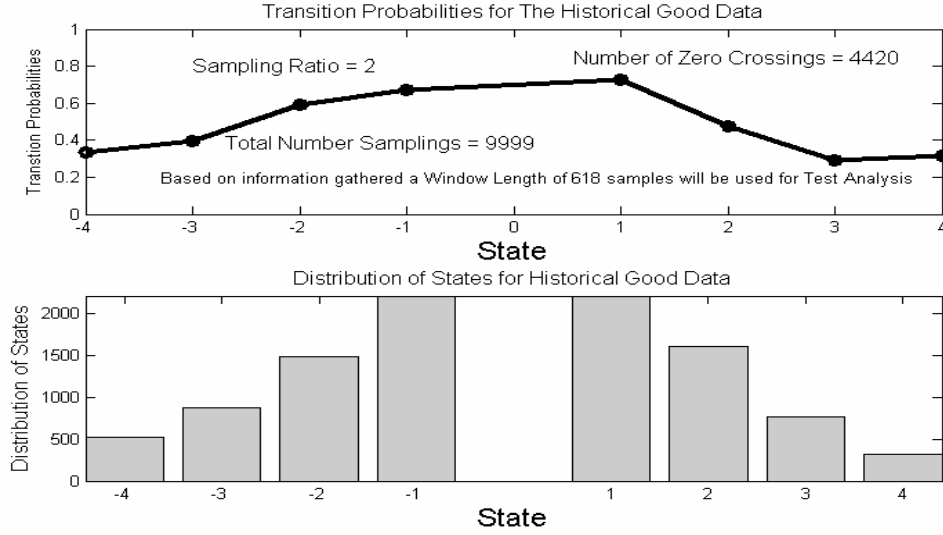 Transition Probabilities for The Historical Good Data
Transtion Probabilities
1
0.8
0.6
0.4
0.2
0
Sampling Ratio = 2
Number of Zero Crossings = 4420
Total Number Samplings = 9999
Based on information gathered a Window Length of 618 samples will be used for Test Analysis
-4 -3 -2 -1 0 1 2 3 4
State
Distribution of States for Historical Good Data
Distribution of States
2000
1500
1000
500
0
-4 -3 -2 -1 1 2 3 4
State